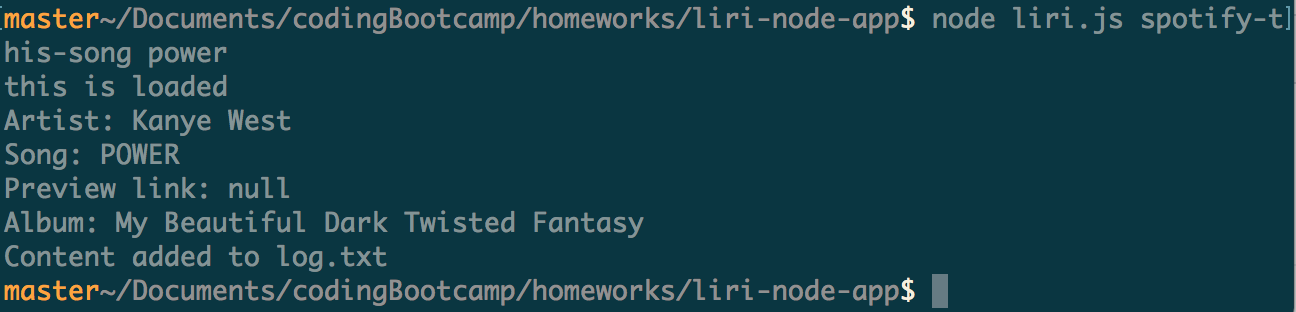 [master~/Documents/codingBootcamp/homeworks/liri-node-app$ node liri.js spotify-t]
his-song power
this is loaded
Artist: Kanye West
Song: POWER
Preview link: null
Album: My Beautiful Dark Twisted Fantasy
Content added to log.txt
master~/Documents/codingBootcamp/homeworks/liri-node-app$